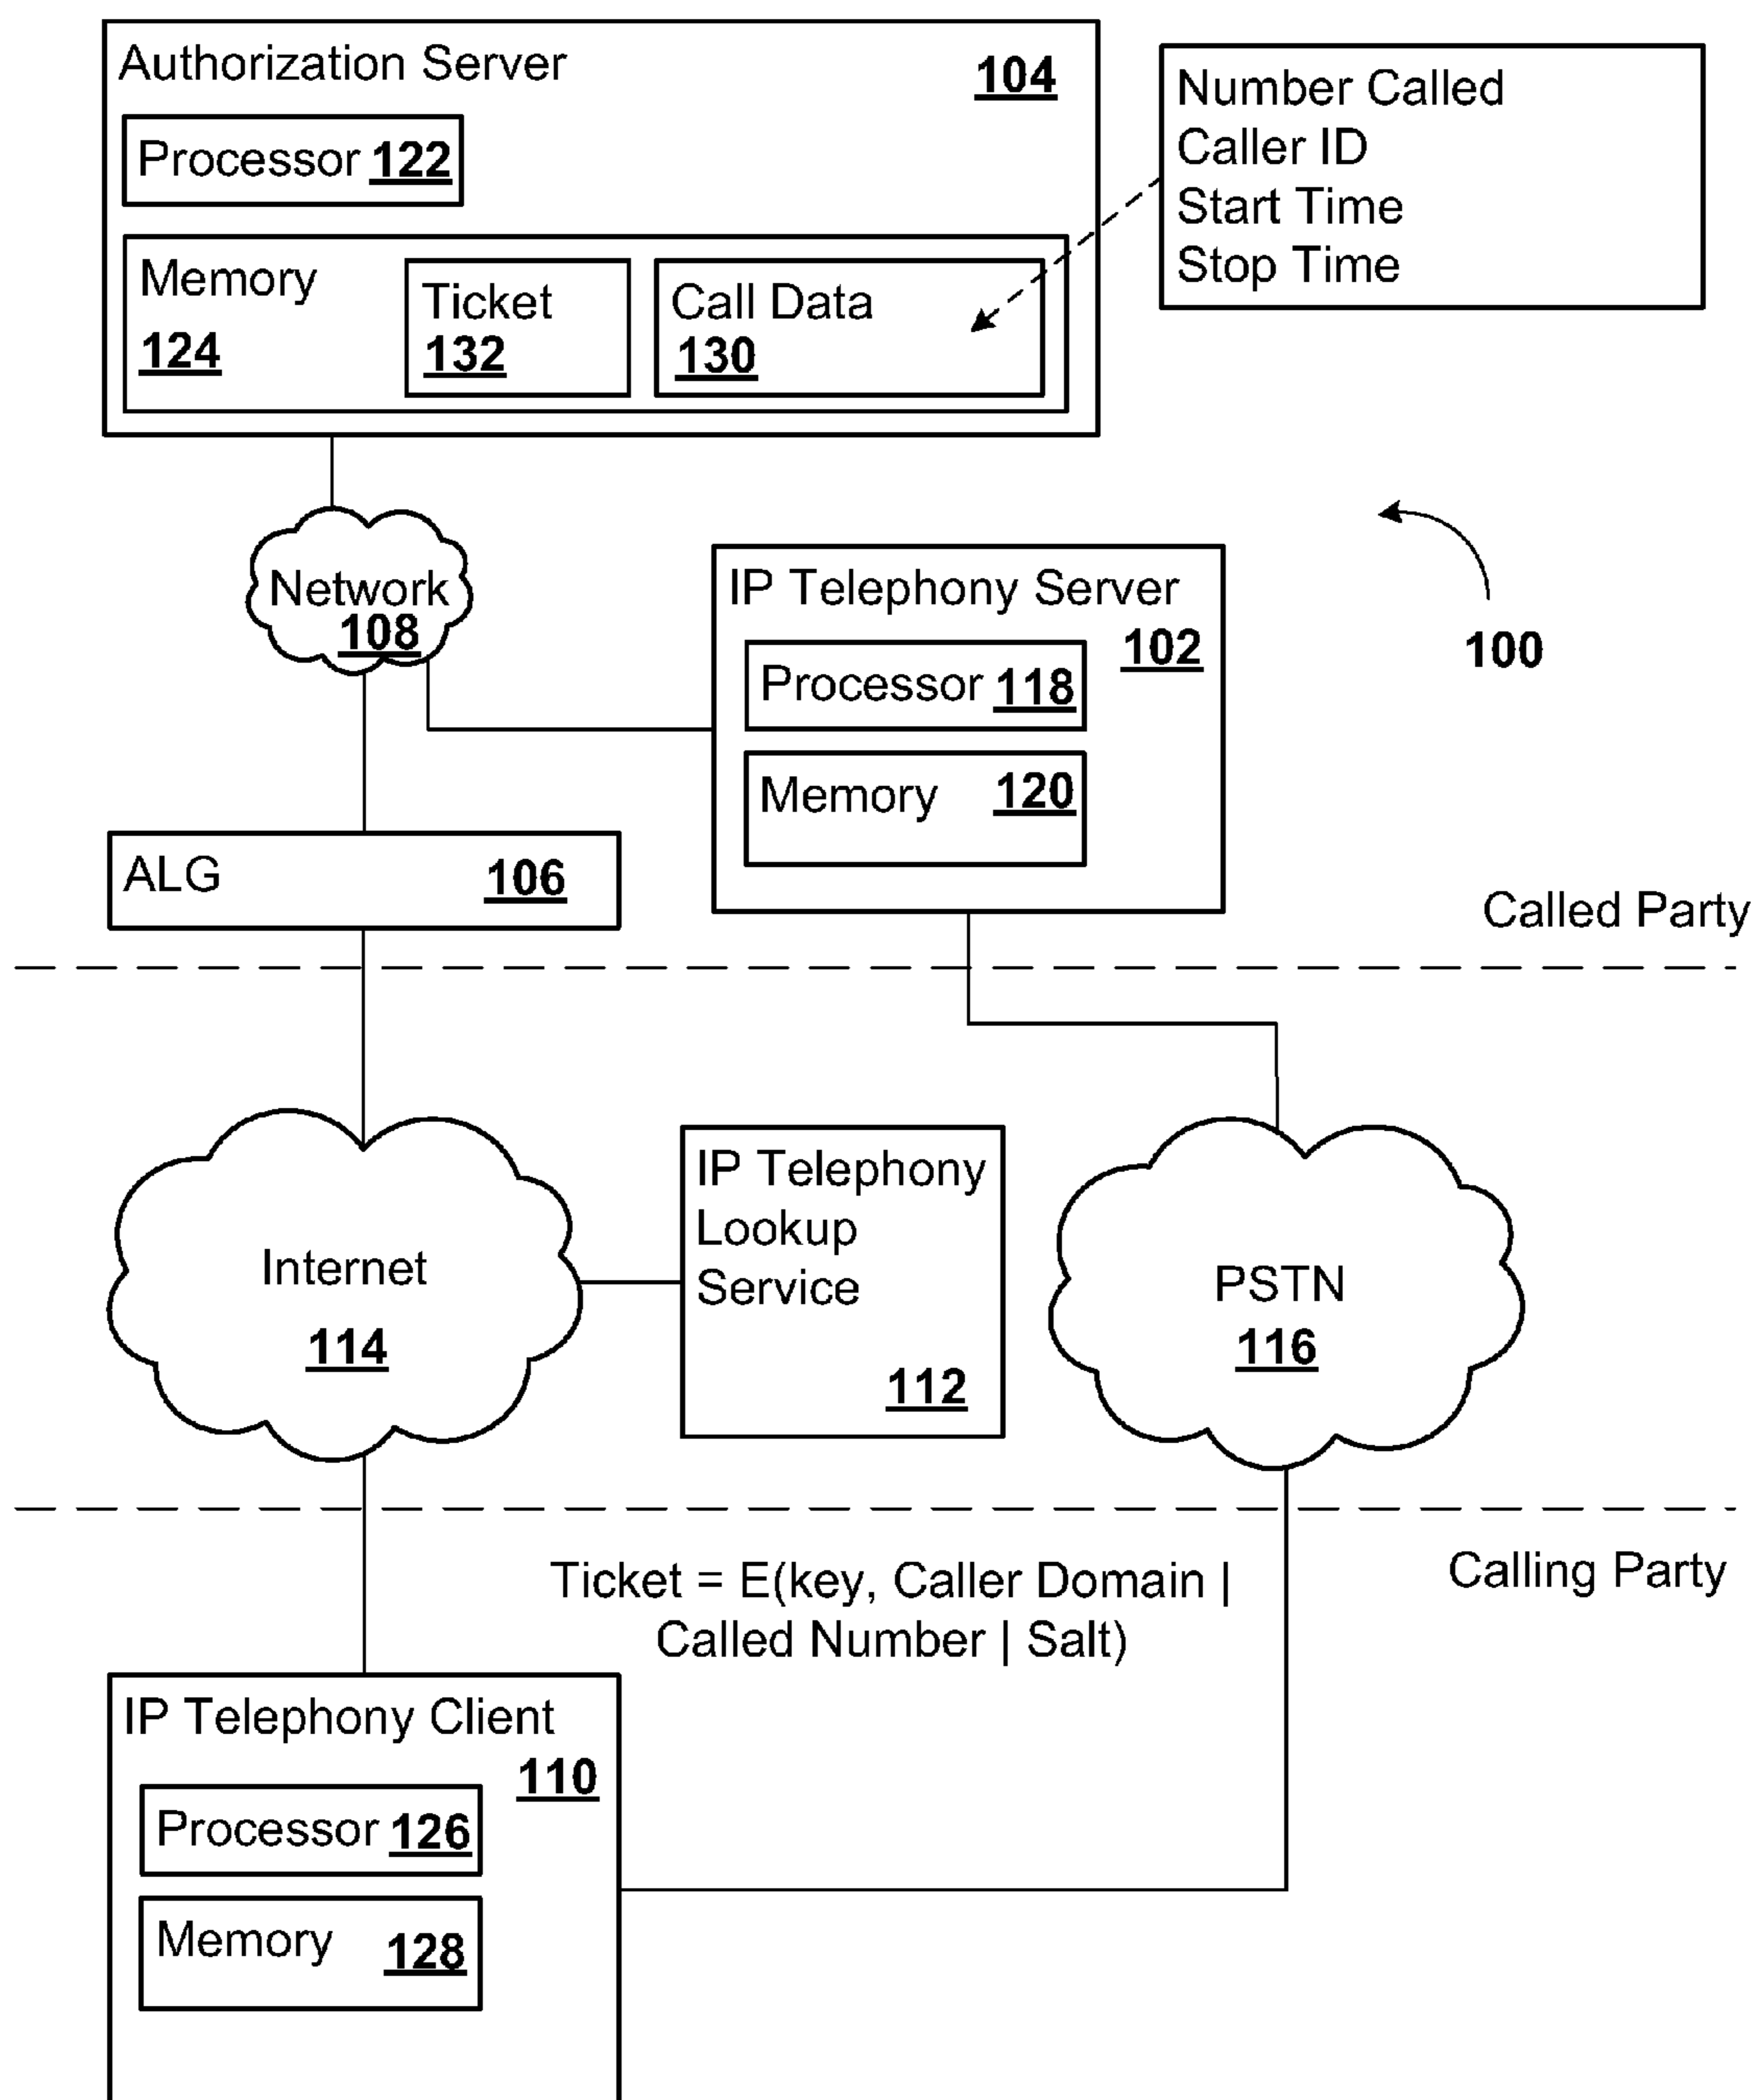 Authorization Server
104
Processor 122
Memory
124
Ticket
132
Call Data
130
Number Called
Caller ID
Start Time
Stop Time
Network
108
IP Telephony Server
102
Processor 118
Memory 120
100
ALG 106
Called Party
Internet
114
IP Telephony
Lookup
Service
112
PSTN
116
Ticket = E(key, Caller Domain |
Called Number | Salt)
Calling Party
IP Telephony Client
110
Processor 126
Memory 128